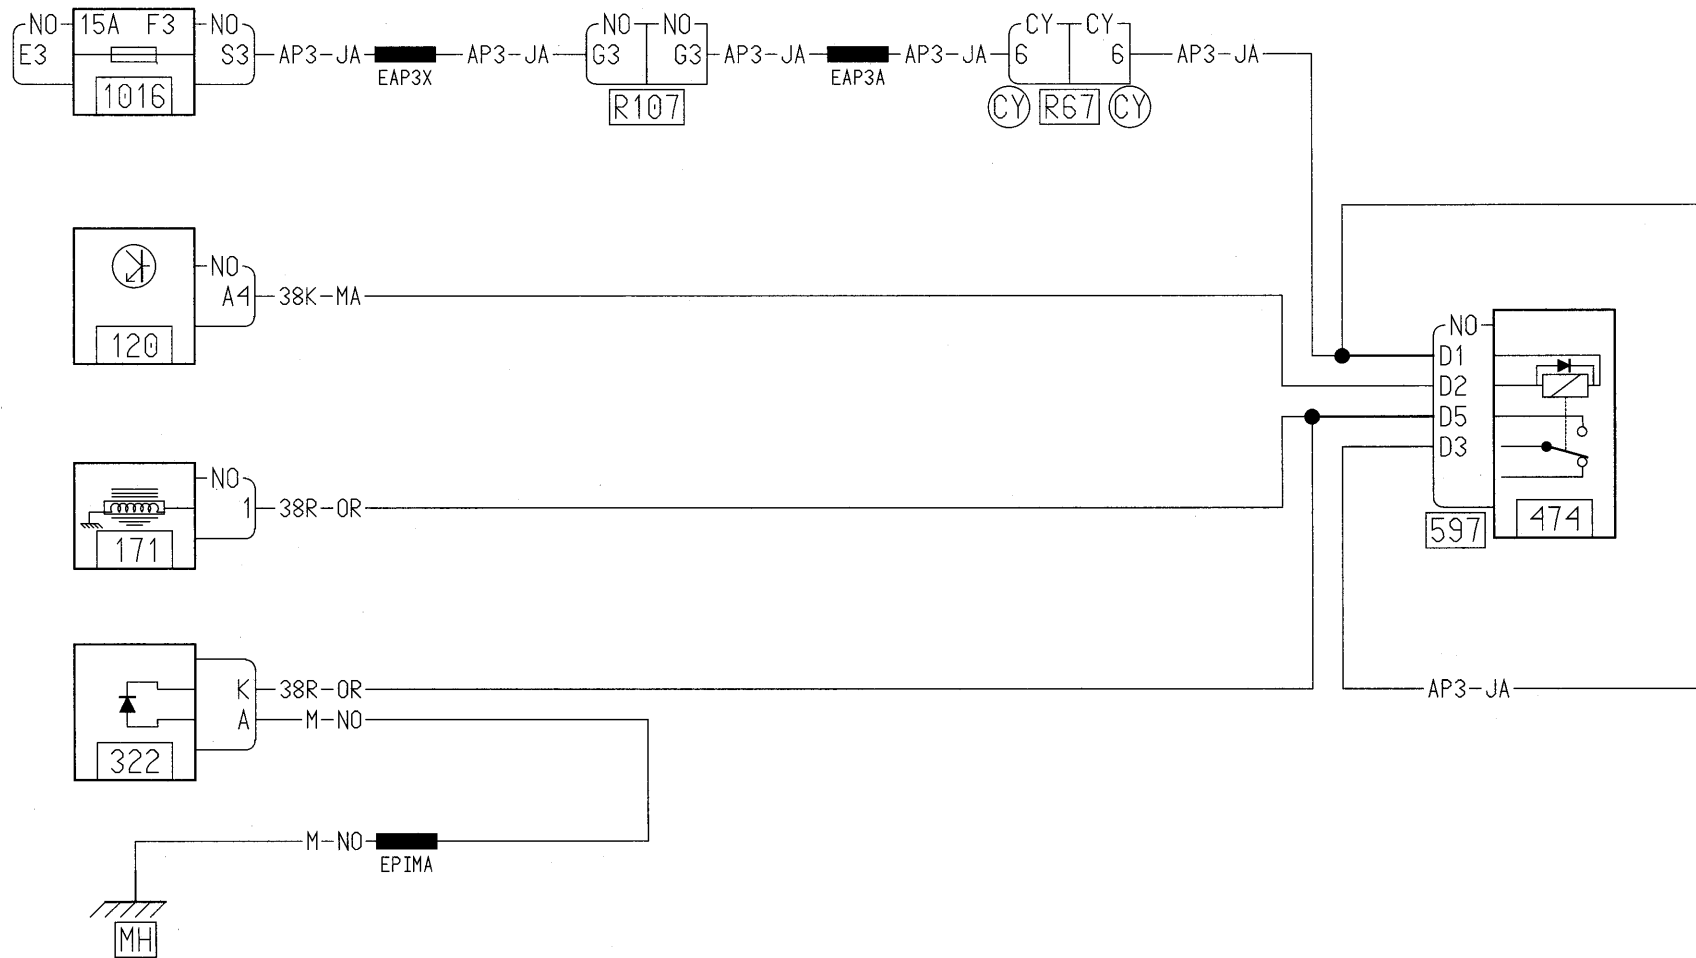 NO 15A F3 NO NO NO CY CY
E3 S3 AP3-JA AP3-JA G3 G3 AP3-JA AP3-JA 6 6 AP3-JA
EAP3X EAP3A
1016 R107 CY R67 CY
NO
A4 38K-MA
120
NO
D1
D2
D5
D3
NO
1 38R-OR
171
597 474
K 38R-OR AP3-JA
A M-NO
322
M-NO
EPIMA
MH